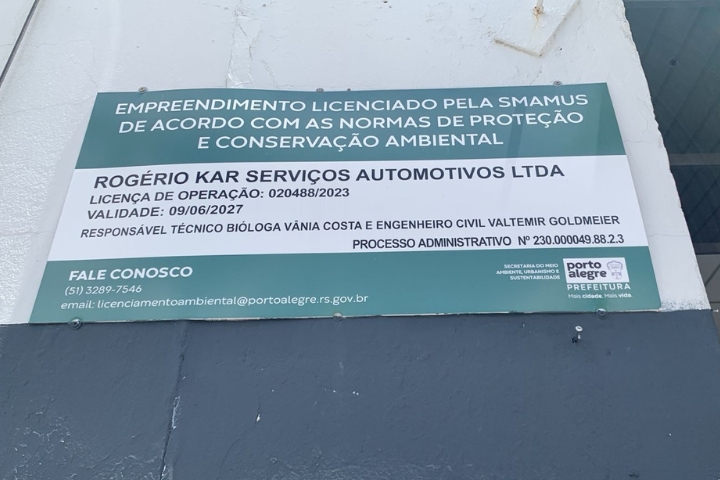 EMPREENDIMENTO LICENCIADO PELA SMAMUS
DE ACORDO COM AS NORMAS DE PROTEÇÃO
E CONSERVAÇÃO AMBIENTAL
ROGÉRIO KAR SERVIÇOS AUTOMOTIVOS LTDA
LICENÇA DE OPERAÇÃO: 020488/2023
VALIDADE: 09/06/2027
RESPONSÁVEL TÉCNICO BIÓLOGA VÂNIA COSTA E ENGENHEIRO CIVIL VALTEMIR GOLDMEIER
PROCESSO ADMINISTRATIVO Nº 230.000049.88.2.3
FALE CONOSCO
(51) 3289-7546
email: licenciamentoambiental@portoalegre.rs.gov.br
SECRETARIA DO MEIO
AMBIENTE, URBANISMO E
SUSTENTABILIDADE
porto
alegre
PREFEITURA
Mais cidade. Mais vida.